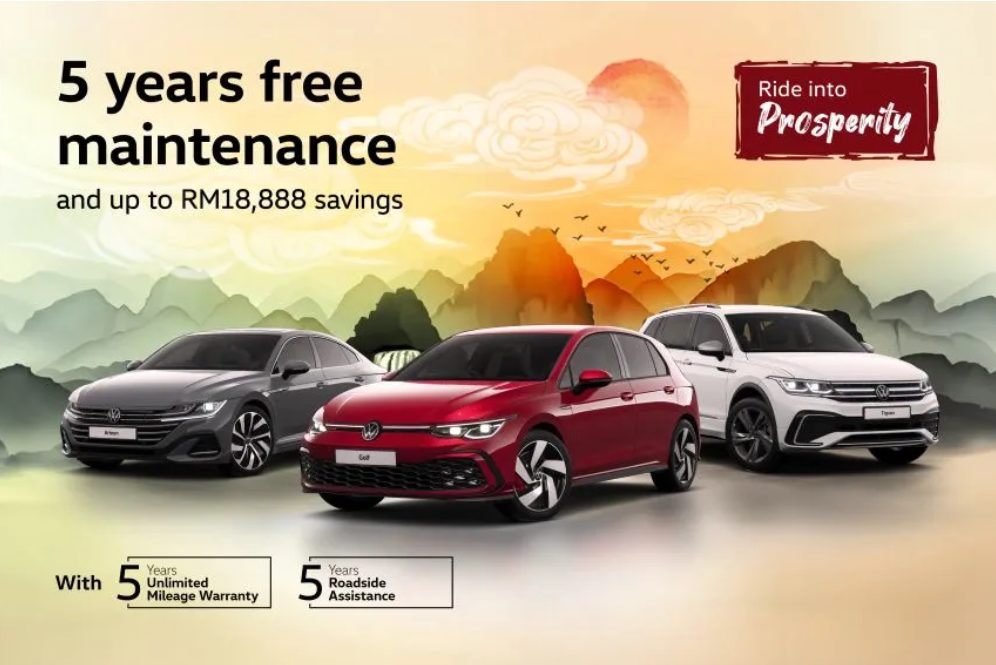 5 years free
maintenance
and up to RM18,888 savings
Ride into
Prosperity
Arteon
Golf
Tiguan
With
5 Years
Unlimited
Mileage Warranty
5 Years
Roadside
Assistance